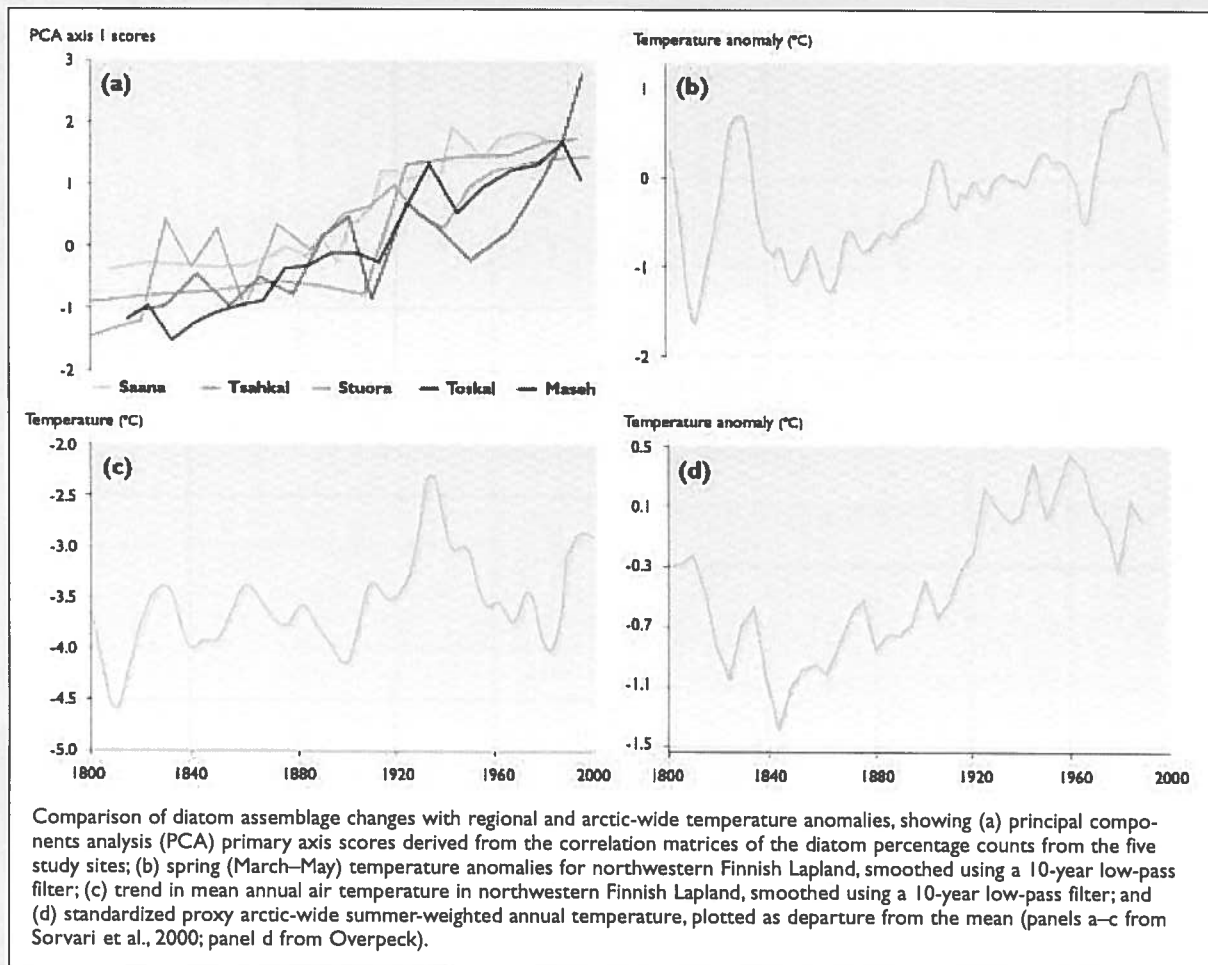 PCA axis I scores
3
2
1
0
-1
-2
(a)
Saana Tsahkal Stuora Toskal Maseh
Temperature anomaly (°C)
1
0
-1
-2
(b)
Temperature (°C)
-2.0
-2.5
-3.0
-3.5
-4.0
-4.5
-5.0
(c)
1800 1840 1880 1920 1960 2000
Temperature anomaly (°C)
0.5
0.1
-0.3
-0.7
-1.1
-1.5
(d)
1800 1840 1880 1920 1960 2000
Comparison of diatom assemblage changes with regional and arctic-wide temperature anomalies, showing (a) principal compo-
nents analysis (PCA) primary axis scores derived from the correlation matrices of the diatom percentage counts from the five
study sites; (b) spring (March–May) temperature anomalies for northwestern Finnish Lapland, smoothed using a 10-year low-pass
filter; (c) trend in mean annual air temperature in northwestern Finnish Lapland, smoothed using a 10-year low-pass filter; and
(d) standardized proxy arctic-wide summer-weighted annual temperature, plotted as departure from the mean (panels a–c from
Sorvari et al., 2000; panel d from Overpeck).